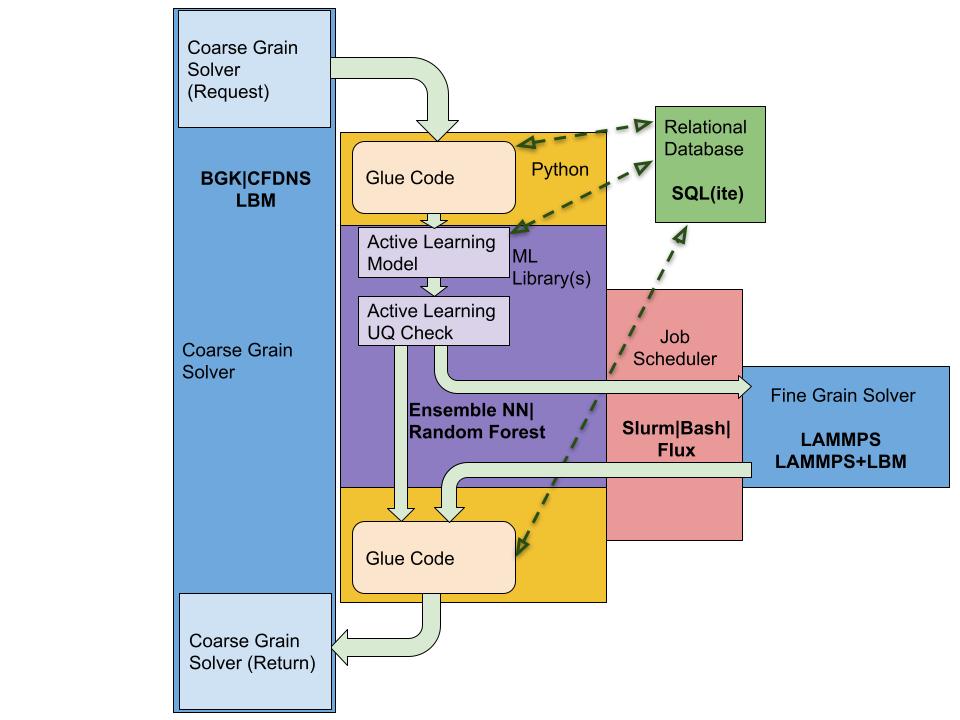 Coarse Grain
Solver
(Request)
BGK|CFDNS
LBM
Coarse Grain
Solver
Coarse Grain
Solver (Return)
Glue Code
Python
Active Learning
Model
ML
Library(s)
Active Learning
UQ Check
Ensemble NN|
Random Forest
Glue Code
Relational
Database
SQL(ite)
Job
Scheduler
Slurm|Bash|
Flux
Fine Grain Solver
LAMMPS
LAMMPS+LBM